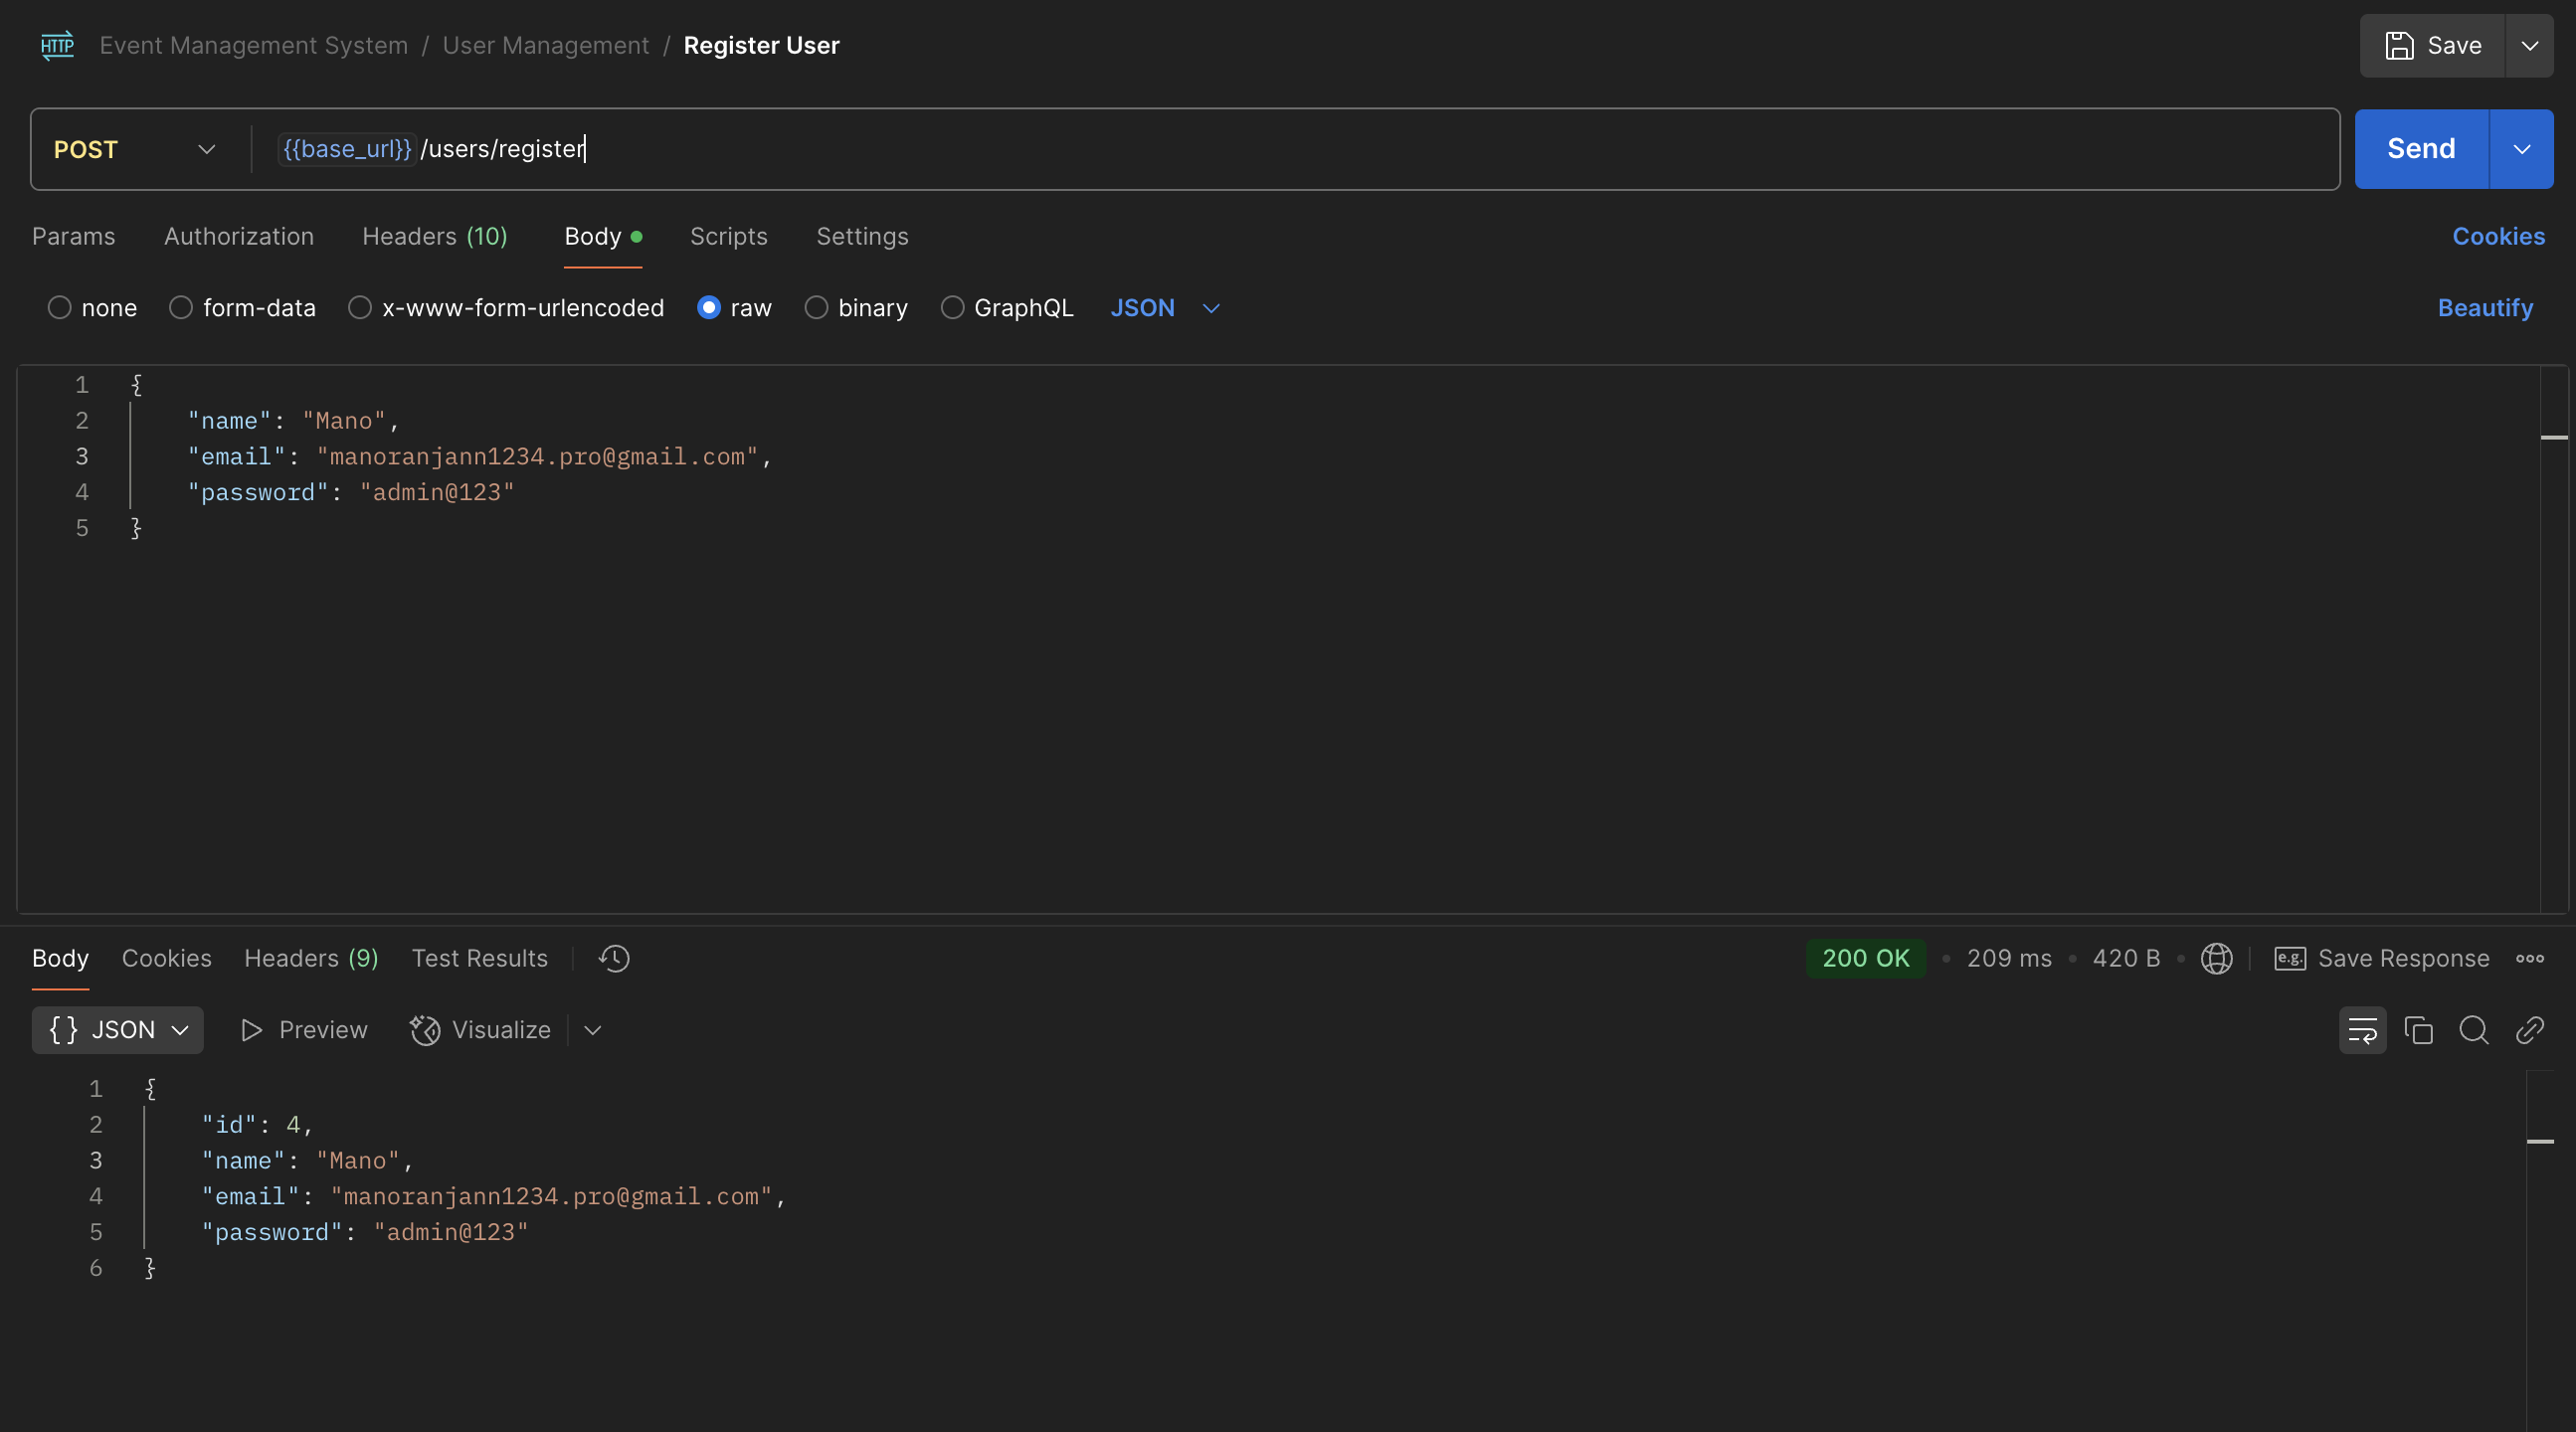 HTTP Event Management System / User Management / Register User Save
POST {{base_url}}/users/register Send
Params Authorization Headers (10) Body Scripts Settings Cookies
none form-data x-www-form-urlencoded raw binary GraphQL JSON Beautify
1 {
2 "name": "Mano",
3 "email": "manoranjann1234.pro@gmail.com",
4 "password": "admin@123"
5 }
Body Cookies Headers (9) Test Results 200 OK • 209 ms • 420 B • e.g. Save Response
{} JSON Preview Visualize
1 {
2 "id": 4,
3 "name": "Mano",
4 "email": "manoranjann1234.pro@gmail.com",
5 "password": "admin@123"
6 }